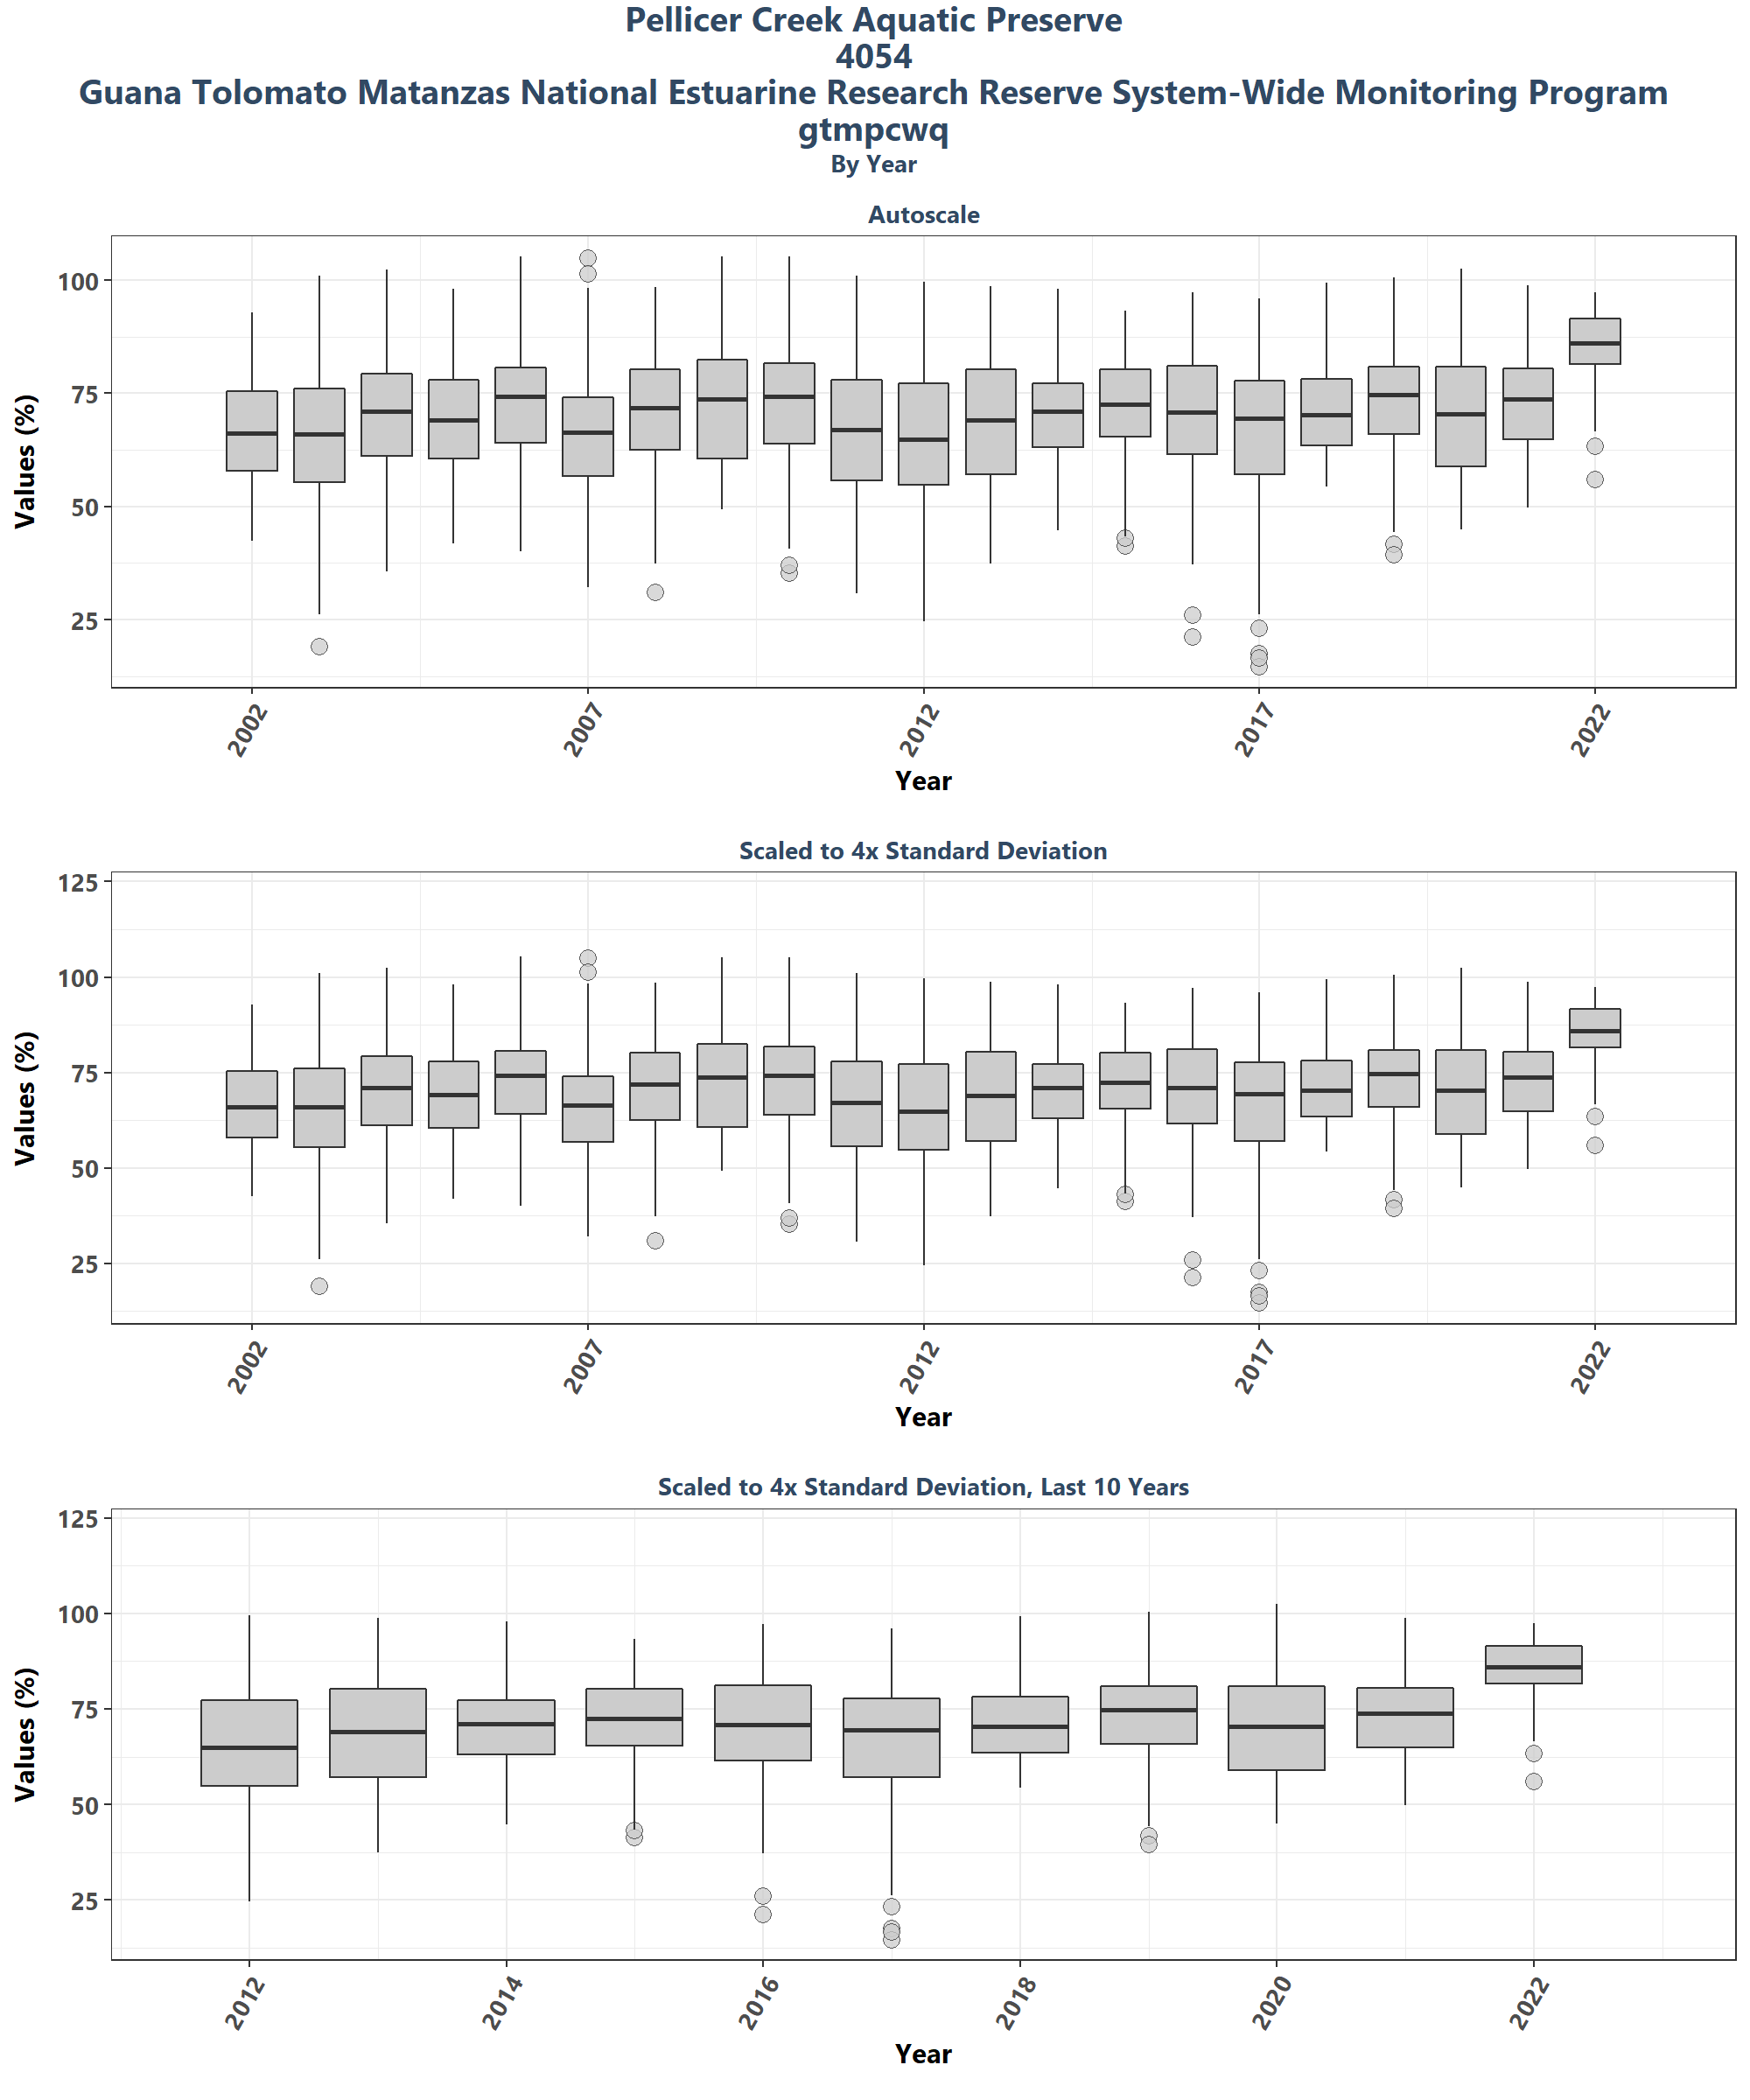 Pellicer Creek Aquatic Preserve
4054
Guana Tolomato Matanzas National Estuarine Research Reserve System-Wide Monitoring Program
gtmpcwq
By Year
Autoscale
Values (%)
100
75
50
25
2002
2007
2012
2017
2022
Year
Scaled to 4x Standard Deviation
Values (%)
125
100
75
50
25
2002
2007
2012
2017
2022
Year
Scaled to 4x Standard Deviation, Last 10 Years
Values (%)
125
100
75
50
25
2012
2014
2016
2018
2020
2022
Year